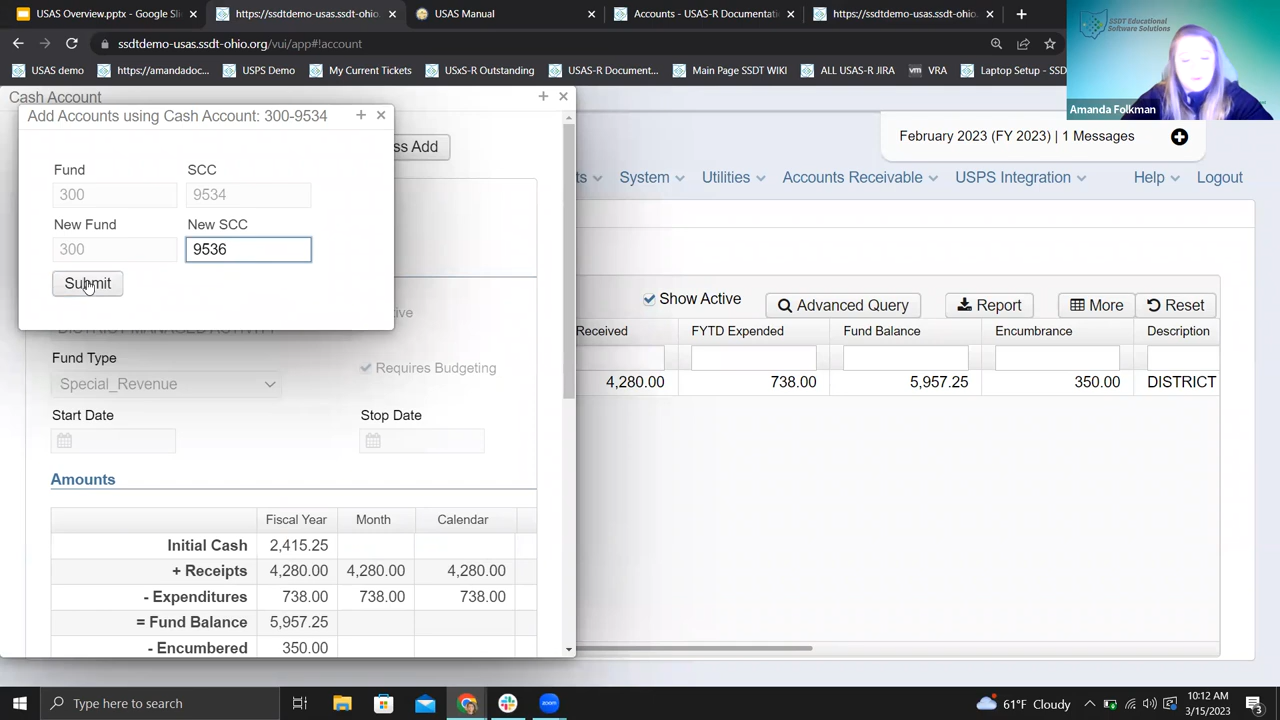 USAS Overview.pptx - Google Sli
https://ssdtdemo-usas.ssdt-ohio.
USAS Manual
Accounts - USAS-R Documentati
https://ssdtdemo-usas.ssdt-ohio.
SSDT Educational
Software Solutions
ssdtdemo-usas.ssdt-ohio.org/vui/app#!account
USAS demo
https://amandadoc...
USPS Demo
My Current Tickets
USxS-R Outstanding
USAS-R Document...
Main Page SSDT WIKI
ALL USAS-R JIRA
VRA
Laptop Setup - SSD
Amanda Folkman
Cash Account
Add Accounts using Cash Account: 300-9534
ss Add
February 2023 (FY 2023) | 1 Messages
ts
System
Utilities
Accounts Receivable
USPS Integration
Help
Logout
Fund
SCC
300
9534
New Fund
New SCC
300
9536
Submit
Show Active
Advanced Query
Report
More
Reset
DISTRICT MANAGED ACTIVITY
Received
FYTD Expended
Fund Balance
Encumbrance
Description
4,280.00
738.00
5,957.25
350.00
DISTRICT
Fund Type
Requires Budgeting
Special_Revenue
Start Date
Stop Date
Amounts
Fiscal Year
Month
Calendar
Initial Cash
2,415.25
+ Receipts
4,280.00
4,280.00
4,280.00
- Expenditures
738.00
738.00
738.00
= Fund Balance
5,957.25
- Encumbered
350.00
Type here to search
61°F Cloudy
10:12 AM
3/15/2023
3